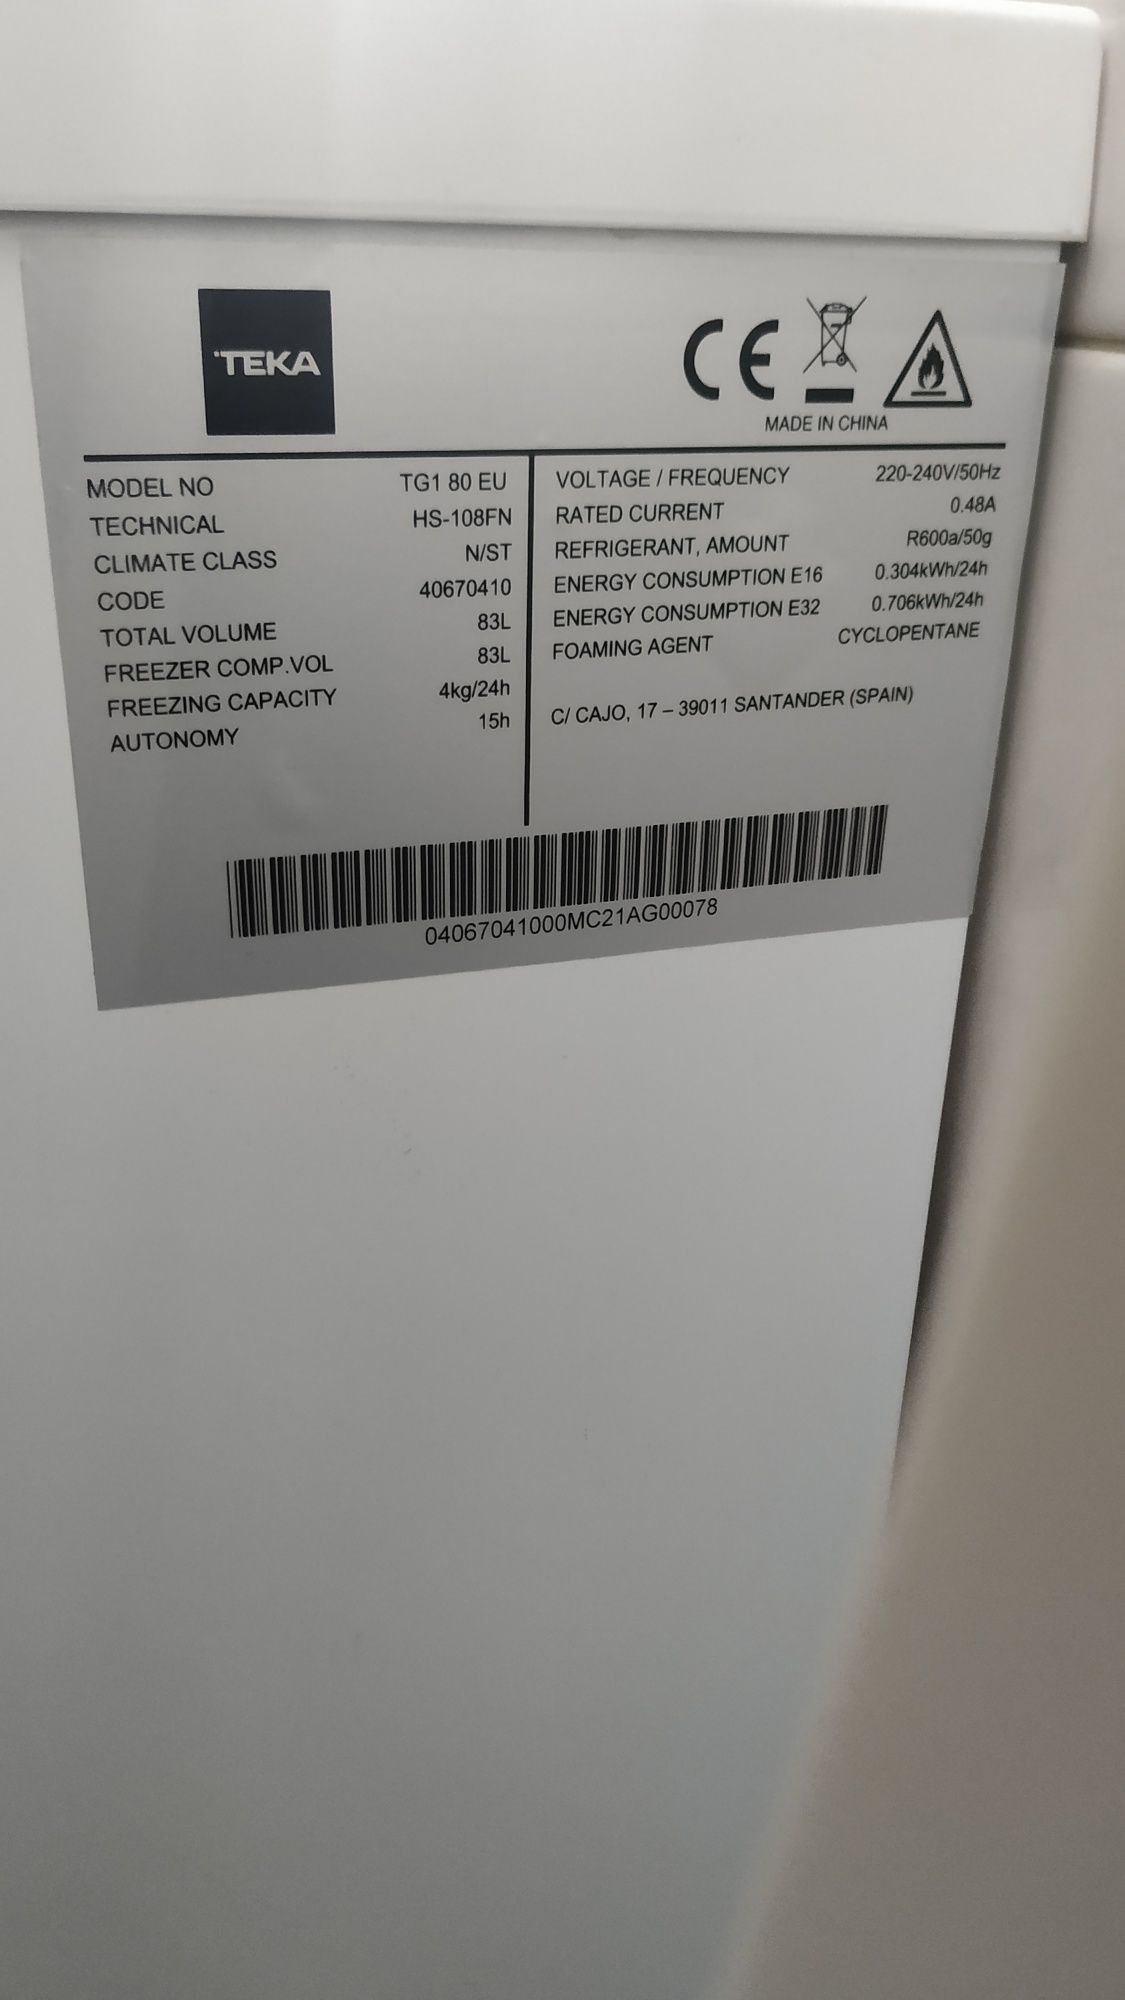 TEKA
CE
MADE IN CHINA
MODEL NO TG1 80 EU
TECHNICAL HS-108FN
CLIMATE CLASS N/ST
CODE 40670410
TOTAL VOLUME 83L
FREEZER COMP.VOL 83L
FREEZING CAPACITY 4kg/24h
AUTONOMY 15h
VOLTAGE / FREQUENCY 220-240V/50Hz
RATED CURRENT 0.48A
REFRIGERANT, AMOUNT R600a/50g
ENERGY CONSUMPTION E16 0.304kWh/24h
ENERGY CONSUMPTION E32 0.706kWh/24h
FOAMING AGENT CYCLOPENTANE
C/ CAJO, 17 – 39011 SANTANDER (SPAIN)
04067041000MC21AG00078